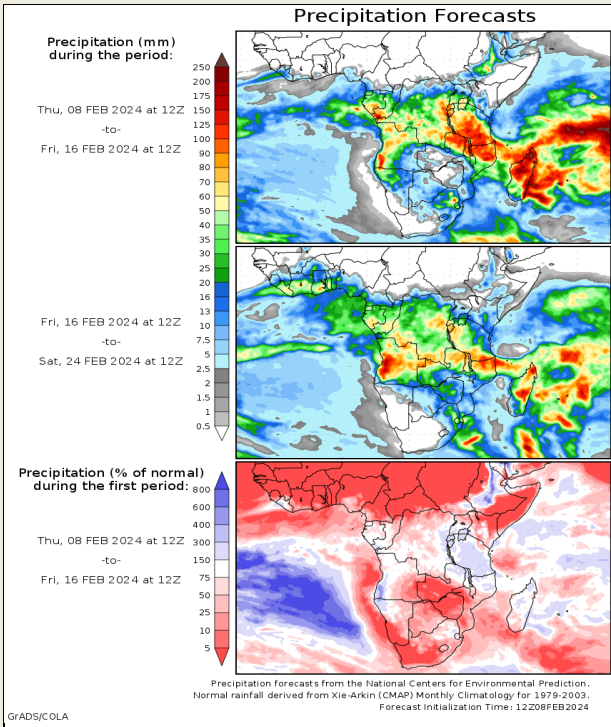 Precipitation Forecasts
Precipitation (mm)
during the period:
Thu, 08 FEB 2024 at 12Z
-to-
Fri, 16 FEB 2024 at 12Z
250
200
175
150
125
100
90
80
70
60
50
40
35
30
25
20
16
13
10
7.5
5
2.5
2
1.5
1
0.5
Fri, 16 FEB 2024 at 12Z
-to-
Sat, 24 FEB 2024 at 12Z
Precipitation (% of normal)
during the first period:
Thu, 08 FEB 2024 at 12Z
-to-
Fri, 16 FEB 2024 at 12Z
800
600
400
300
150
75
50
25
10
5
Precipitation forecasts from the National Centers for Environmental Prediction.
Normal rainfall derived from Xie-Arkin (CMAP) Monthly Climatology for 1979-2003.
Forecast Initialization Time: 12Z08FEB2024
GrADS/COLA